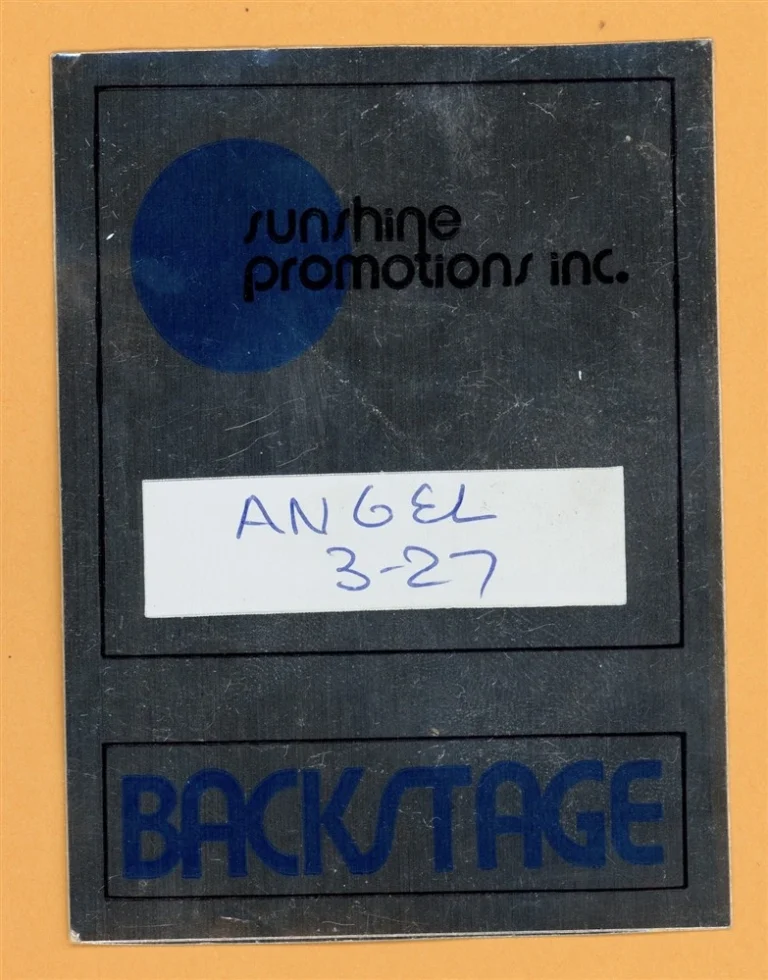 sunshine
promotions inc.
ANGEL
3-27
BACKSTAGE